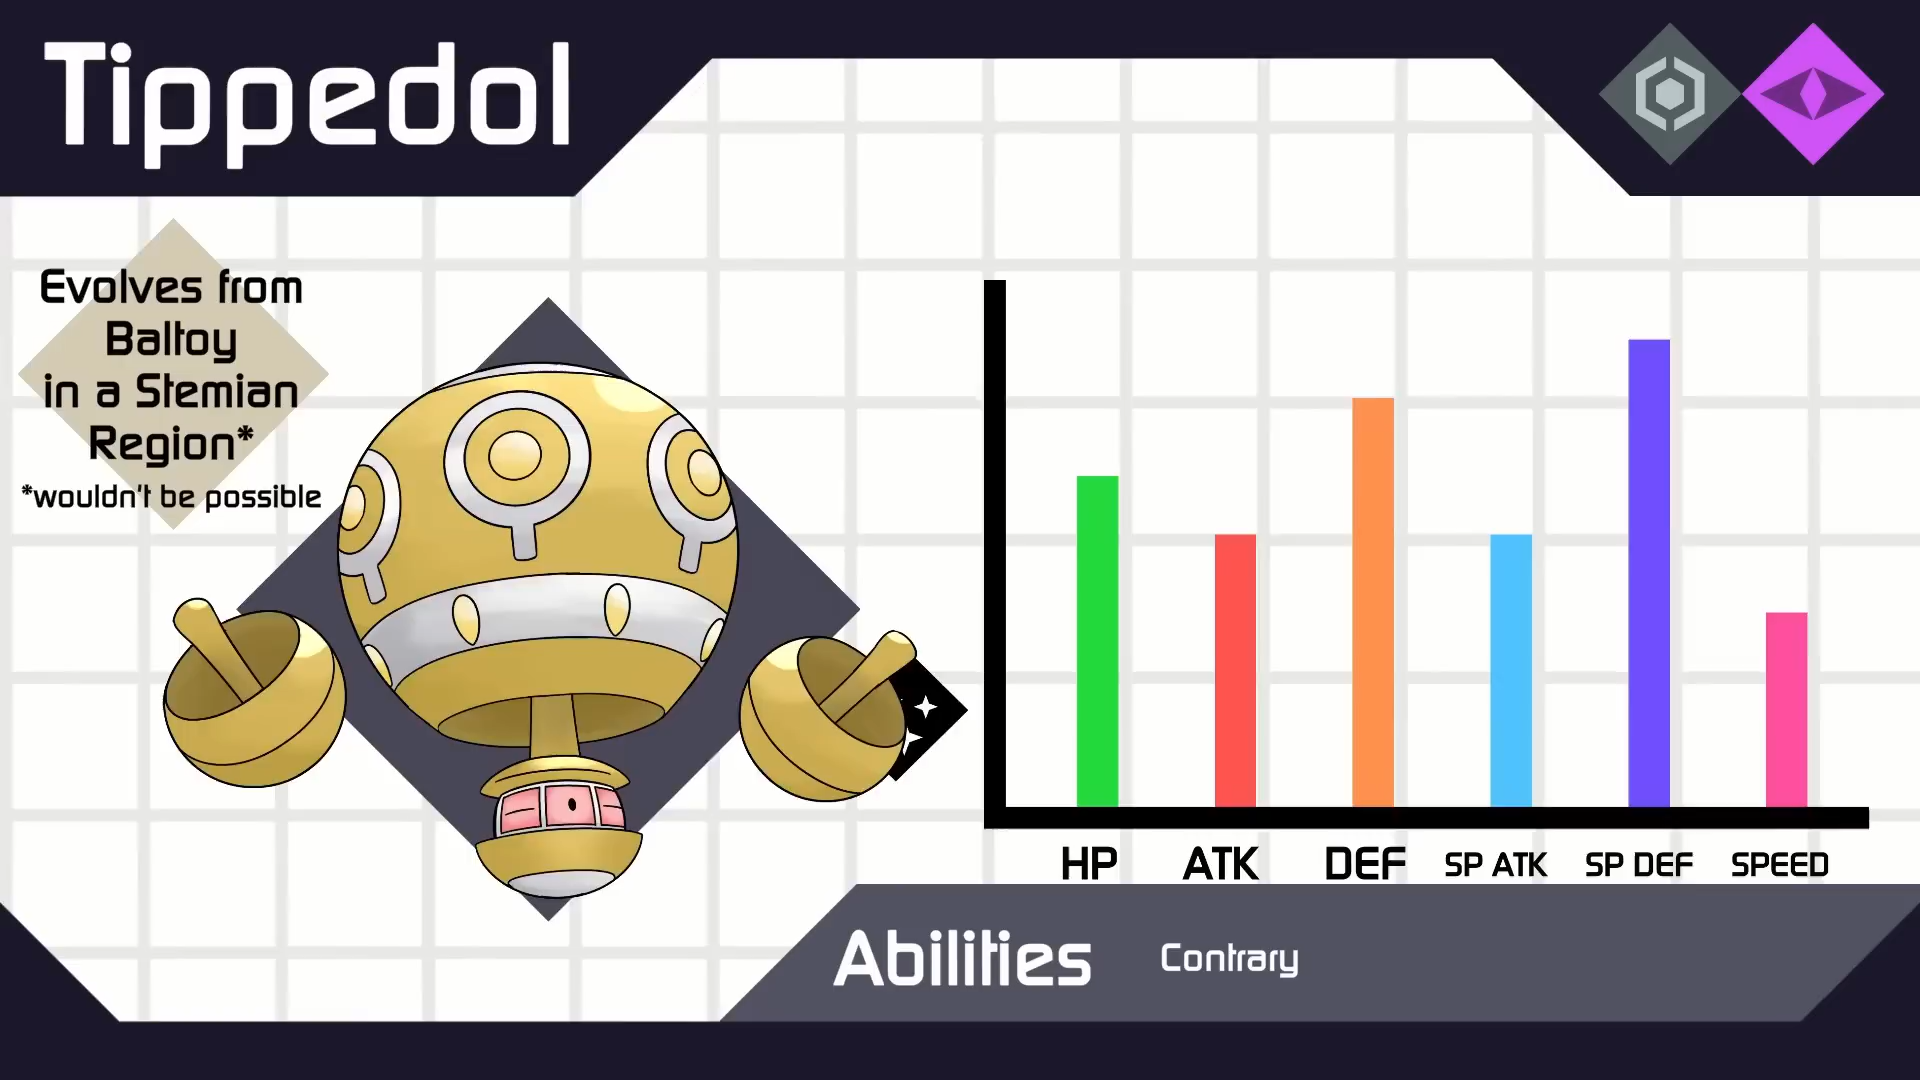 Tippedol
Evolves from
Baltoy
in a Stemian
Region*
*wouldn't be possible
HP
ATK
DEF
SP ATK
SP DEF
SPEED
Abilities
Contrary